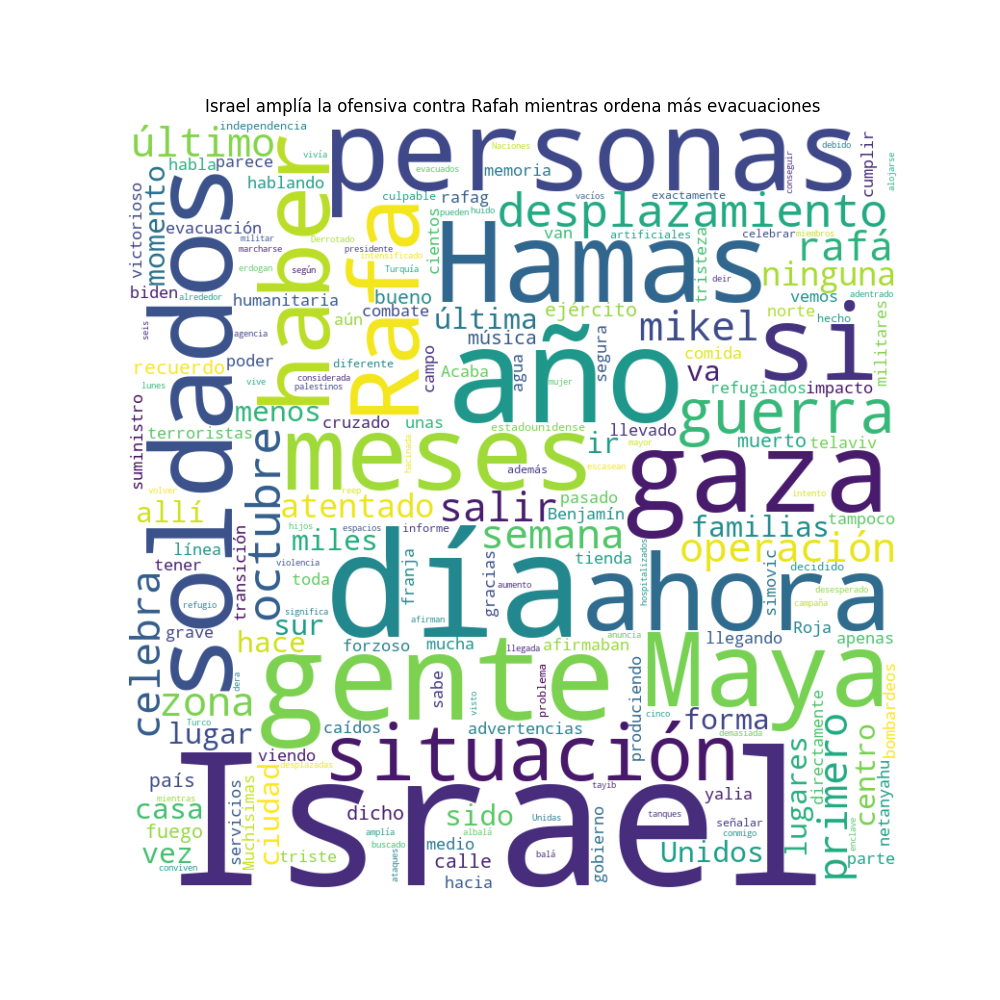 Israel amplía la ofensiva contra Rafah mientras ordena más evacuaciones
último
independencia
vivía
personas
Naciones
conseguir
debido
cumplir
alojarse
habla
parece
hablando
haber
evacuados
memoria
victorioso
momento
soldados
culpable
rafag
vacíos
exactamente
evacuación
militar
Derrotado
Rafa
cientos
pueden
huido
desplazamiento
marcharse
presidente
intensificado
Hamas
van
artificiales
tristeza
celebrar
miembros
rafá
erdogan
según
Turquía
deir
ninguna
adentrado
biden
alrededor
humanitaria
bueno
combate
última
ejército
mikel
vemos
norte
hecho
si
militares
seis
agencia
aún
música
año
segura
recuerdo
poder
diferente
campo
Acaba
agua
mujer
comida
va
lunes
vive
considerada
palestinos
refugiados
impacto
menos
cruzado
unas
estadounidense
llevado
guerra
suministro
terroristas
octubre
meses
hacinada
ir
mayor
muerto
telaviv
además
escasean
gaza
volver
reep
atentado
salir
pasado
intento
allí
hijos
espacios
informe
Benjamín
familias
tampoco
línea
transición
violencia
miles
semana
tienda
hospitalizados
operación
tener
toda
día
franja
aumento
gracias
ahora
simovic
decidido
desesperado
celebra
refugio
significa
afirman
campaña
grave
sur
hace
forzoso
mucha
llegada
afirmaban
anuncia
llegando
Roja
apenas
dera
gente
sabe
visto
problema
produciendo
cinco
Maya
bombardeos
zona
Turco
caídos
advertencias
forma
demasiada
directamente
primero
centro
lugar
viendo
situación
lugares
netanyahu
país
servicios
Muchísimas
ciudad
desplazadas
Israel
tayib
tanques
yalia
mientras
casa
dicho
amplía
sido
Unidas
gobierno
señalar
conmigo
enclave
fuego
buscado
albalá
medio
vez
triste
ataques
calle
balá
Unidos
parte
conviven
hacia